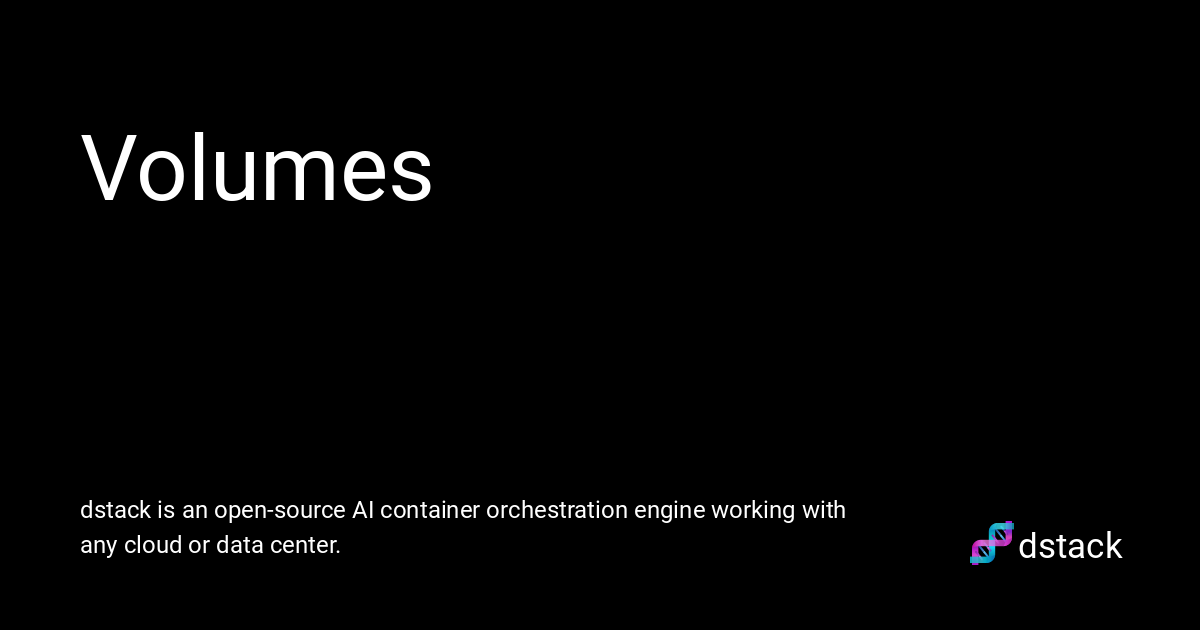 Volumes
dstack is an open-source AI container orchestration engine working with
any cloud or data center.
dstack